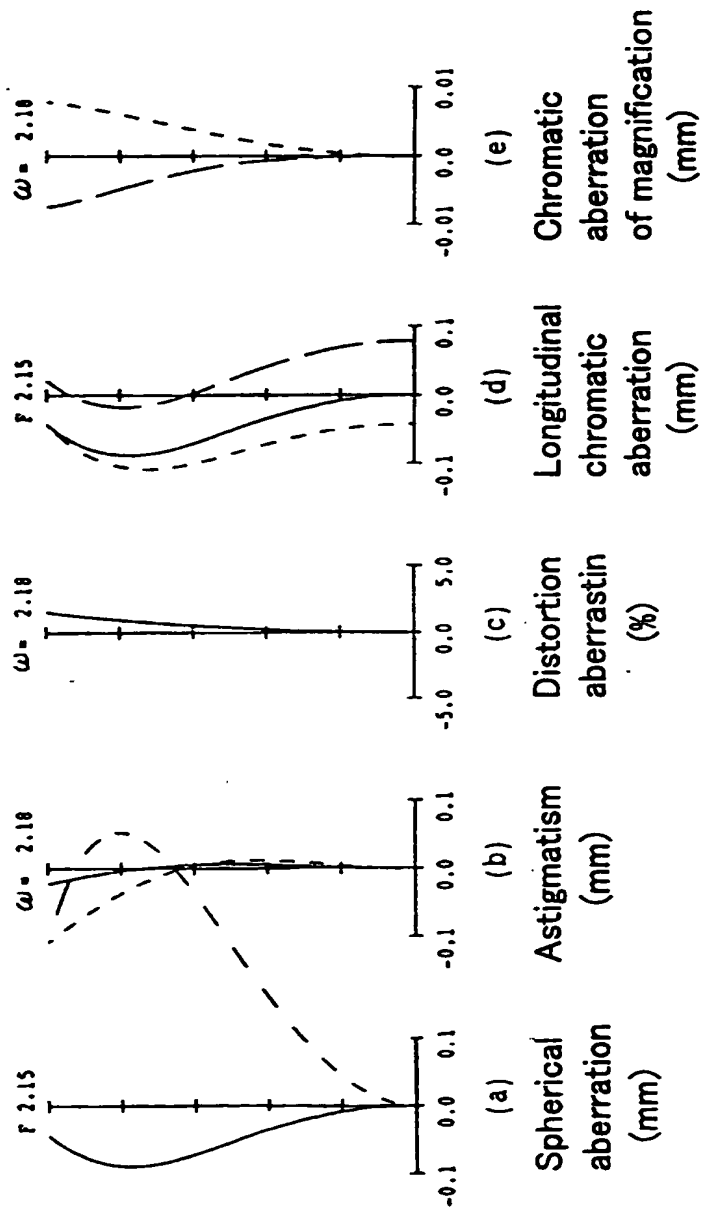 F 2.15
-0.1 0.0 0.1
(a)
Spherical
aberration
(mm)
ω= 2.18
-0.1 0.0 0.1
(b)
Astigmatism
(mm)
ω= 2.18
-5.0 0.0 5.0
(c)
Distortion
aberrastin
(%)
F 2.15
-0.1 0.0 0.1
(d)
Longitudinal
chromatic
aberration
(mm)
ω= 2.18
-0.01 0.0 0.01
(e)
Chromatic
aberration
of magnification
(mm)